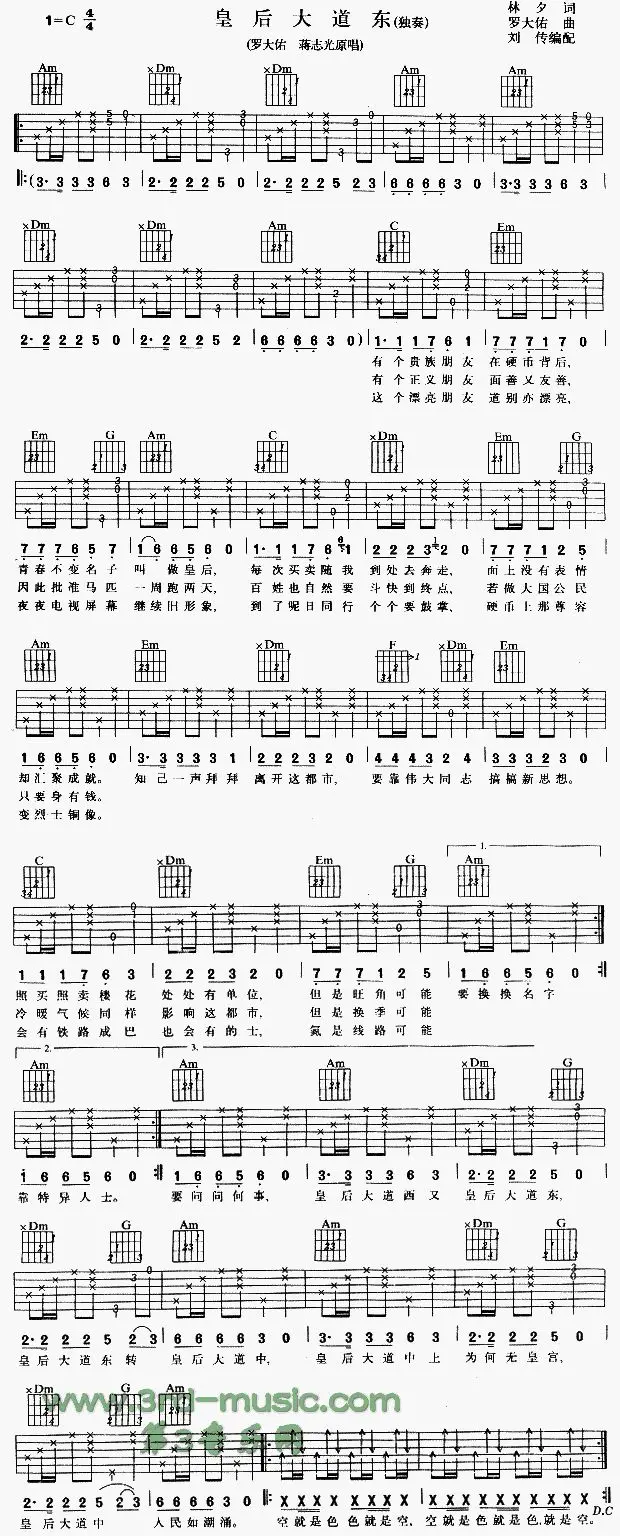 1=C 4/4
皇后大道东(独奏)
(罗大佑 蒋志光原唱)
林夕 词
罗大佑 曲
刘传编配
Am ×Dm ×Dm Am Am
‖:(3·3 3 3 6 3 | 2·2 2 2 5 0 | 2·2 2 2 5 2 3 | 6 6 6 6 3 0 | 3·3 3 3 6 3 |
×Dm ×Dm Am C Em
2·2 2 2 5 0 | 2·2 2 2 5 2 | 6 6 6 6 3 0) | 1·1 1 7 6 1 | 7 7 7 1 7 0 |
有个贵族朋友 在硬币背后,
有个正义朋友 面善又友善,
这个漂亮朋友 道别亦漂亮,
Em G Am C ×Dm Em G
7 7 7 6 5 7 | 1 6 6 5 6 0 | 1·1 1 7 6 1 | 2 2 2 3 2 0 | 7 7 7 1 2 5 |
青春不变名子 叫 做皇后, 每次买卖随我 到处去奔走, 面上没有表情
因此批准马匹 一周跑两天, 百姓也自然要 斗快到终点, 若做大国公民
夜夜电视屏幕 继续旧形象, 到了呢日同行 个个要鼓掌, 硬币上那尊容
Am Em ×Dm F ×Dm Em
1 6 6 5 6 0 | 3·3 3 3 3 1 | 2 2 2 3 2 0 | 4 4 4 3 2 4 | 3 3 3 2 3 0 |
却汇聚成就。 知己一声拜拜 离开这都市, 要靠伟大同志 搞搞新思想。
只要身有钱。
变烈士铜像。
C ×Dm Em G 1. Am
1 1 1 7 6 3 | 2 2 2 3 2 0 | 7 7 7 1 2 5 | 1 6 6 5 6 0 :‖
照买照卖楼花 处处有单位, 但是旺角可能 要换换名字
冷暖气候同样 影响这都市, 但是换季可能
会有铁路成巴 也会有的士, 氮是线路可能
2. Am 3. Am Am ×Dm G
1 6 6 5 6 0 :‖ 1 6 6 5 6 0 | 3·3 3 3 6 3 | 2·2 2 2 5 0 |
靠特异人士。 要问问何事, 皇后大道西又 皇后大道东,
×Dm G Am Am ×Dm G
2·2 2 2 5 2 3 | 6 6 6 6 3 0 | 3·3 3 3 6 3 | 2·2 2 2 5 0 |
皇后大道东转 皇后大道中, 皇后大道中上 为何无皇宫,
×Dm G Am
www.3rd-music.com
第3音乐网
2·2 2 2 5 2 3 | 6 6 6 6 3 0 ‖: X X X X X X X X | X X X X X X X X :‖
皇后大道中 人民如潮涌。 空就是色色就是空, 空就是色就是色,就是空。
D.C